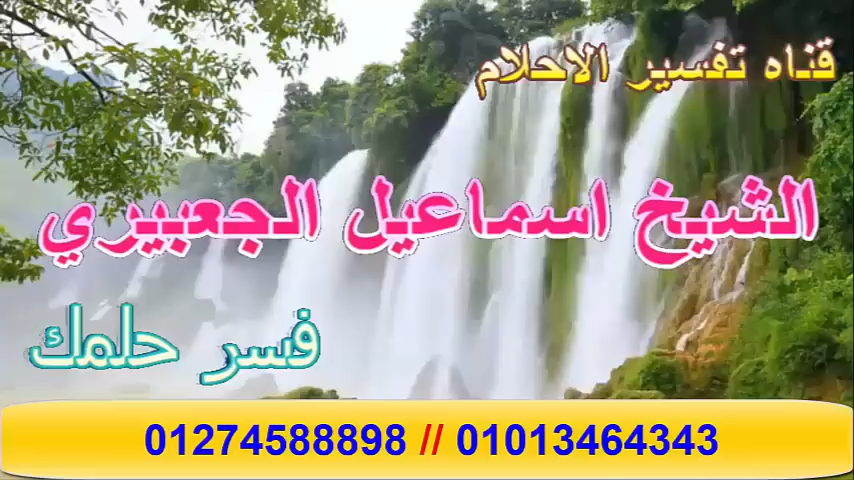 قناه تفسير الاحلام
الشيخ اسماعيل الجعبيري
فسر حلمك
01274588898 // 01013464343